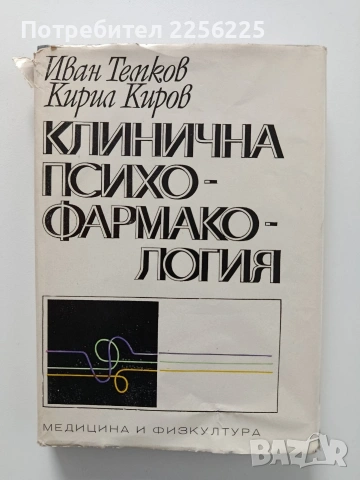 Потребител 2256225
Иван Темков
Кирил Киров
КЛИНИЧНА
ПСИХО-
ФАРМАКО-
ЛОГИЯ
МЕДИЦИНА И ФИЗКУЛТУРА
BAZAR